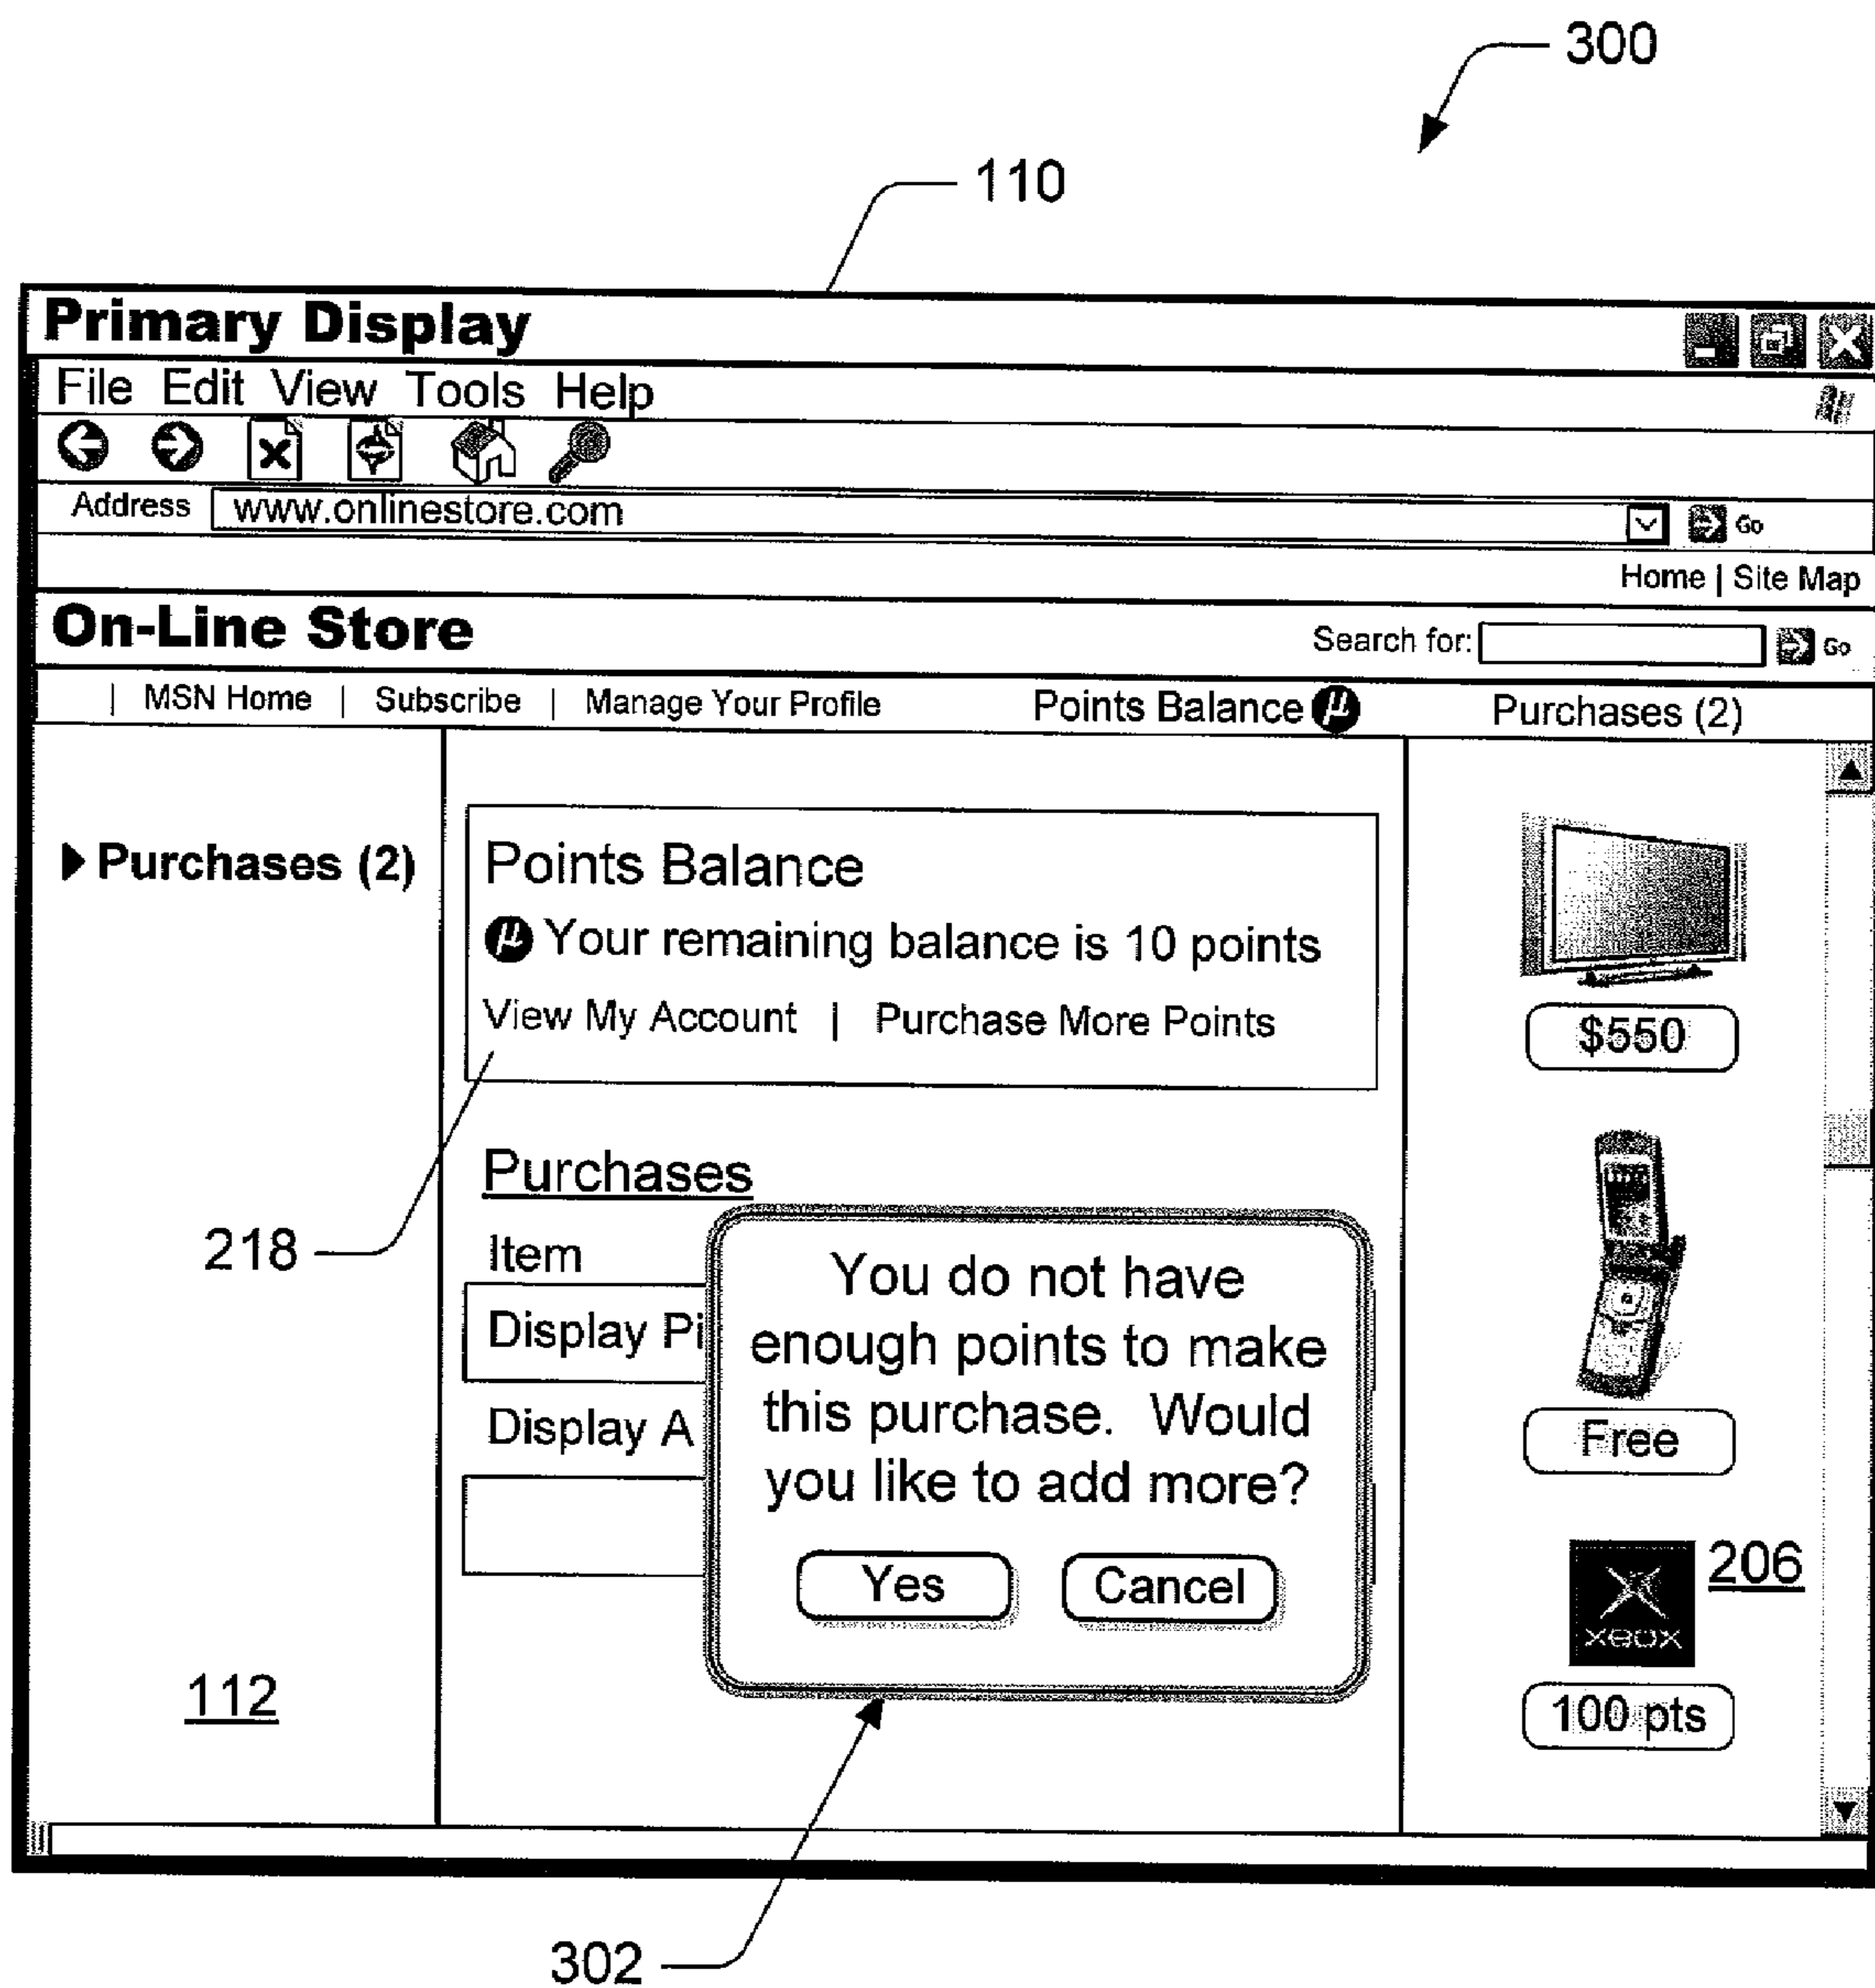 300
110
Primary Display
File Edit View Tools Help
Address www.onlinestore.com Go
Home | Site Map
On-Line Store Search for: Go
| MSN Home | Subscribe | Manage Your Profile Points Balance μ Purchases (2)
Purchases (2)
Points Balance
μ Your remaining balance is 10 points
View My Account | Purchase More Points
218
Purchases
Item
Display Pi
Display A
You do not have
enough points to make
this purchase. Would
you like to add more?
Yes Cancel
$550
Free
206
XBOX
100 pts
112
302